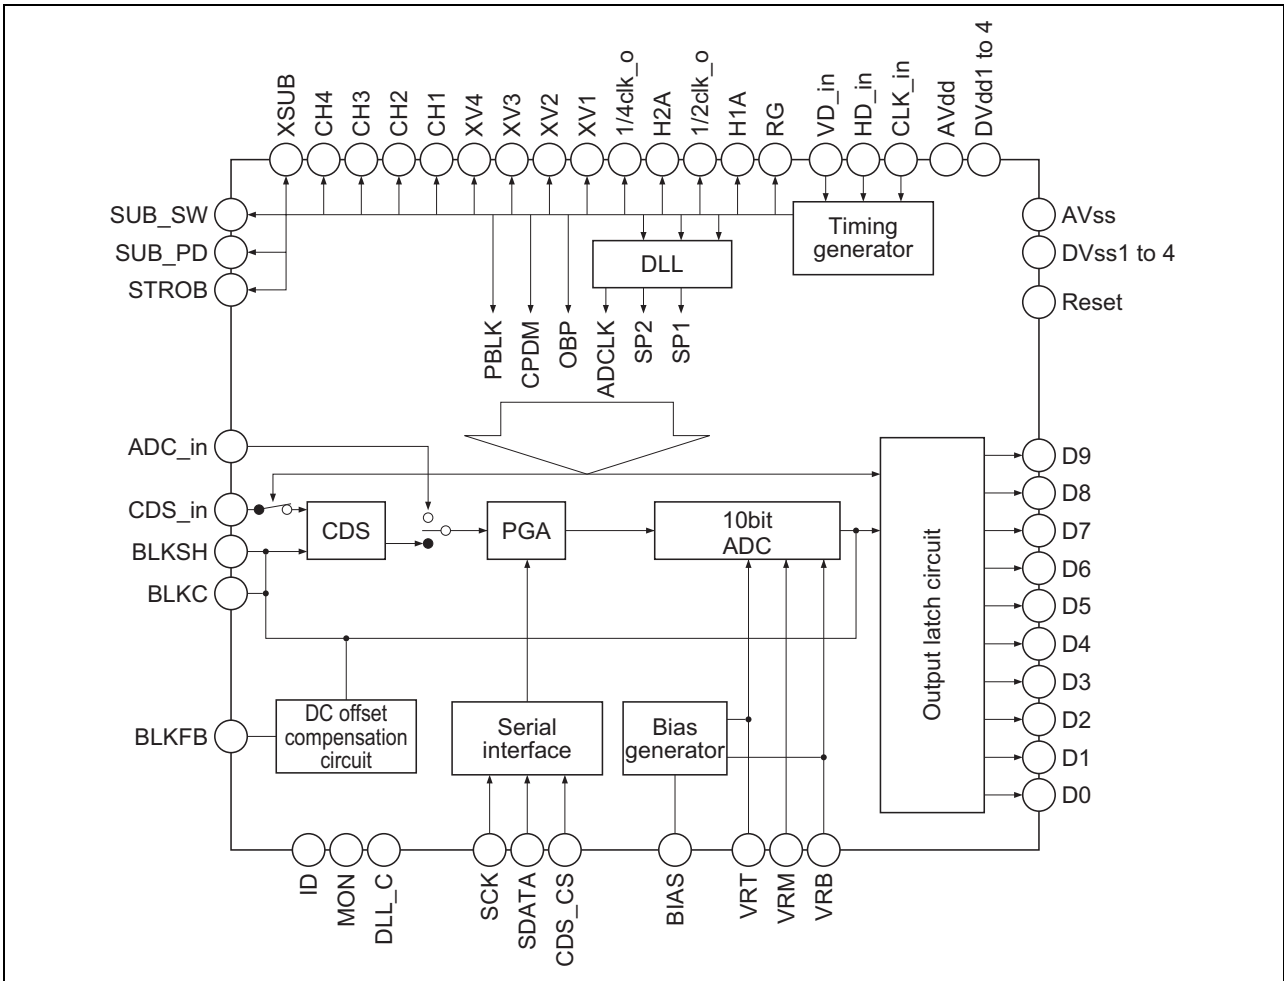 XSUB
CH4
CH3
CH2
CH1
XV4
XV3
XV2
XV1
1/4clk_o
H2A
1/2clk_o
H1A
RG
VD_in
HD_in
CLK_in
AVdd
DVdd1 to 4
SUB_SW
SUB_PD
STROB
Timing
generator
AVss
DVss1 to 4
Reset
DLL
PBLK
CPDM
OBP
ADCLK
SP2
SP1
ADC_in
CDS_in
BLKSH
BLKC
BLKFB
CDS
PGA
10bit
ADC
Output latch circuit
D9
D8
D7
D6
D5
D4
D3
D2
D1
D0
DC offset
compensation
circuit
Serial
interface
Bias
generator
ID
MON
DLL_C
SCK
SDATA
CDS_CS
BIAS
VRT
VRM
VRB